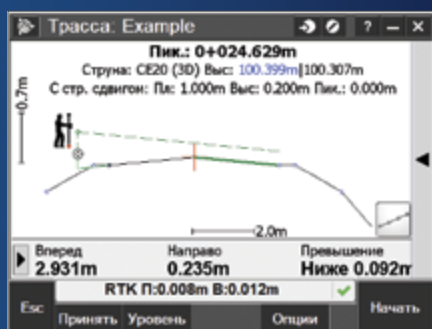 Трасса: Example
? — ×
Пик.: 0+024.629m
Струна: CE20 (3D) Выс: 100.399m|100.307m
С стр. сдвигом: Пл: 1.000m Выс: 0.200m Пик.: 0.000m
0.7m
2.0m
Вперед Направо Превышение
2.931m 0.235m Ниже 0.092m
RTK П:0.008m В:0.012m
Esc Принять Уровень Опции Начать